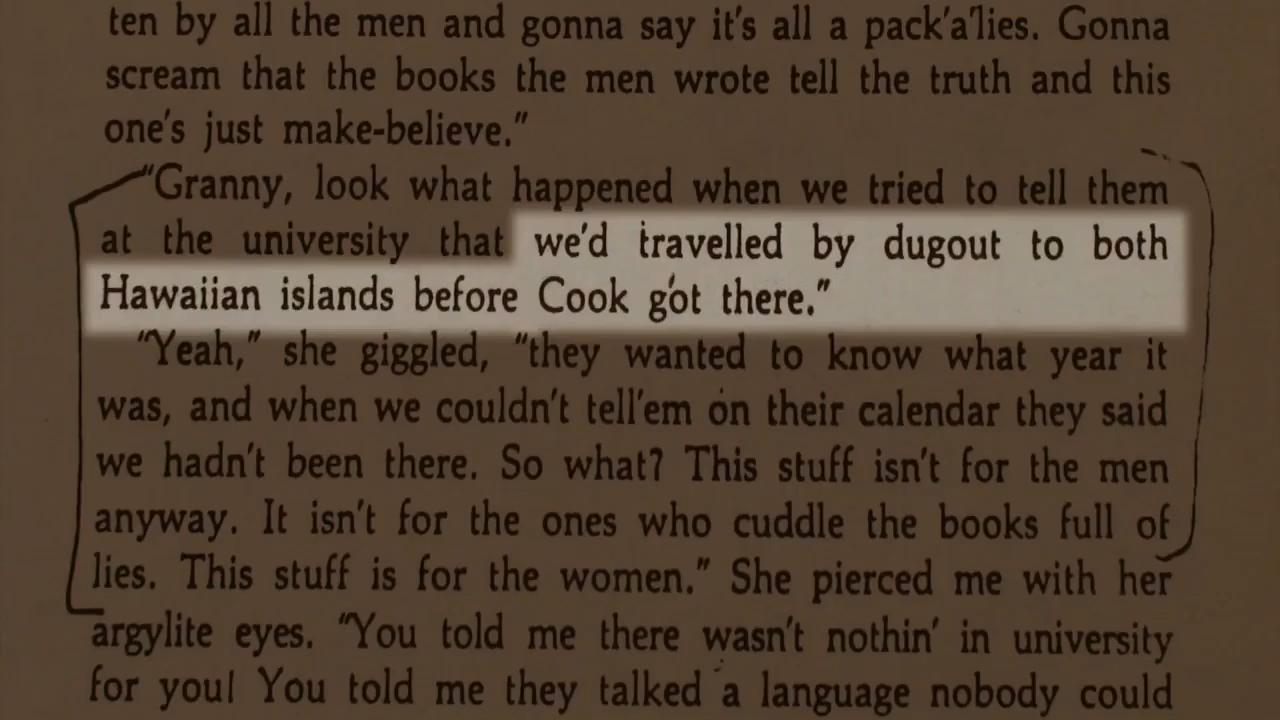 ten by all the men and gonna say it's all a pack'a'lies. Gonna
scream that the books the men wrote tell the truth and this
one's just make-believe."
"Granny, look what happened when we tried to tell them
at the university that we'd travelled by dugout to both
Hawaiian islands before Cook got there."
"Yeah," she giggled, "they wanted to know what year it
was, and when we couldn't tell'em on their calendar they said
we hadn't been there. So what? This stuff isn't for the men
anyway. It isn't for the ones who cuddle the books full of
lies. This stuff is for the women." She pierced me with her
argylite eyes. "You told me there wasn't nothin' in university
for you! You told me they talked a language nobody could